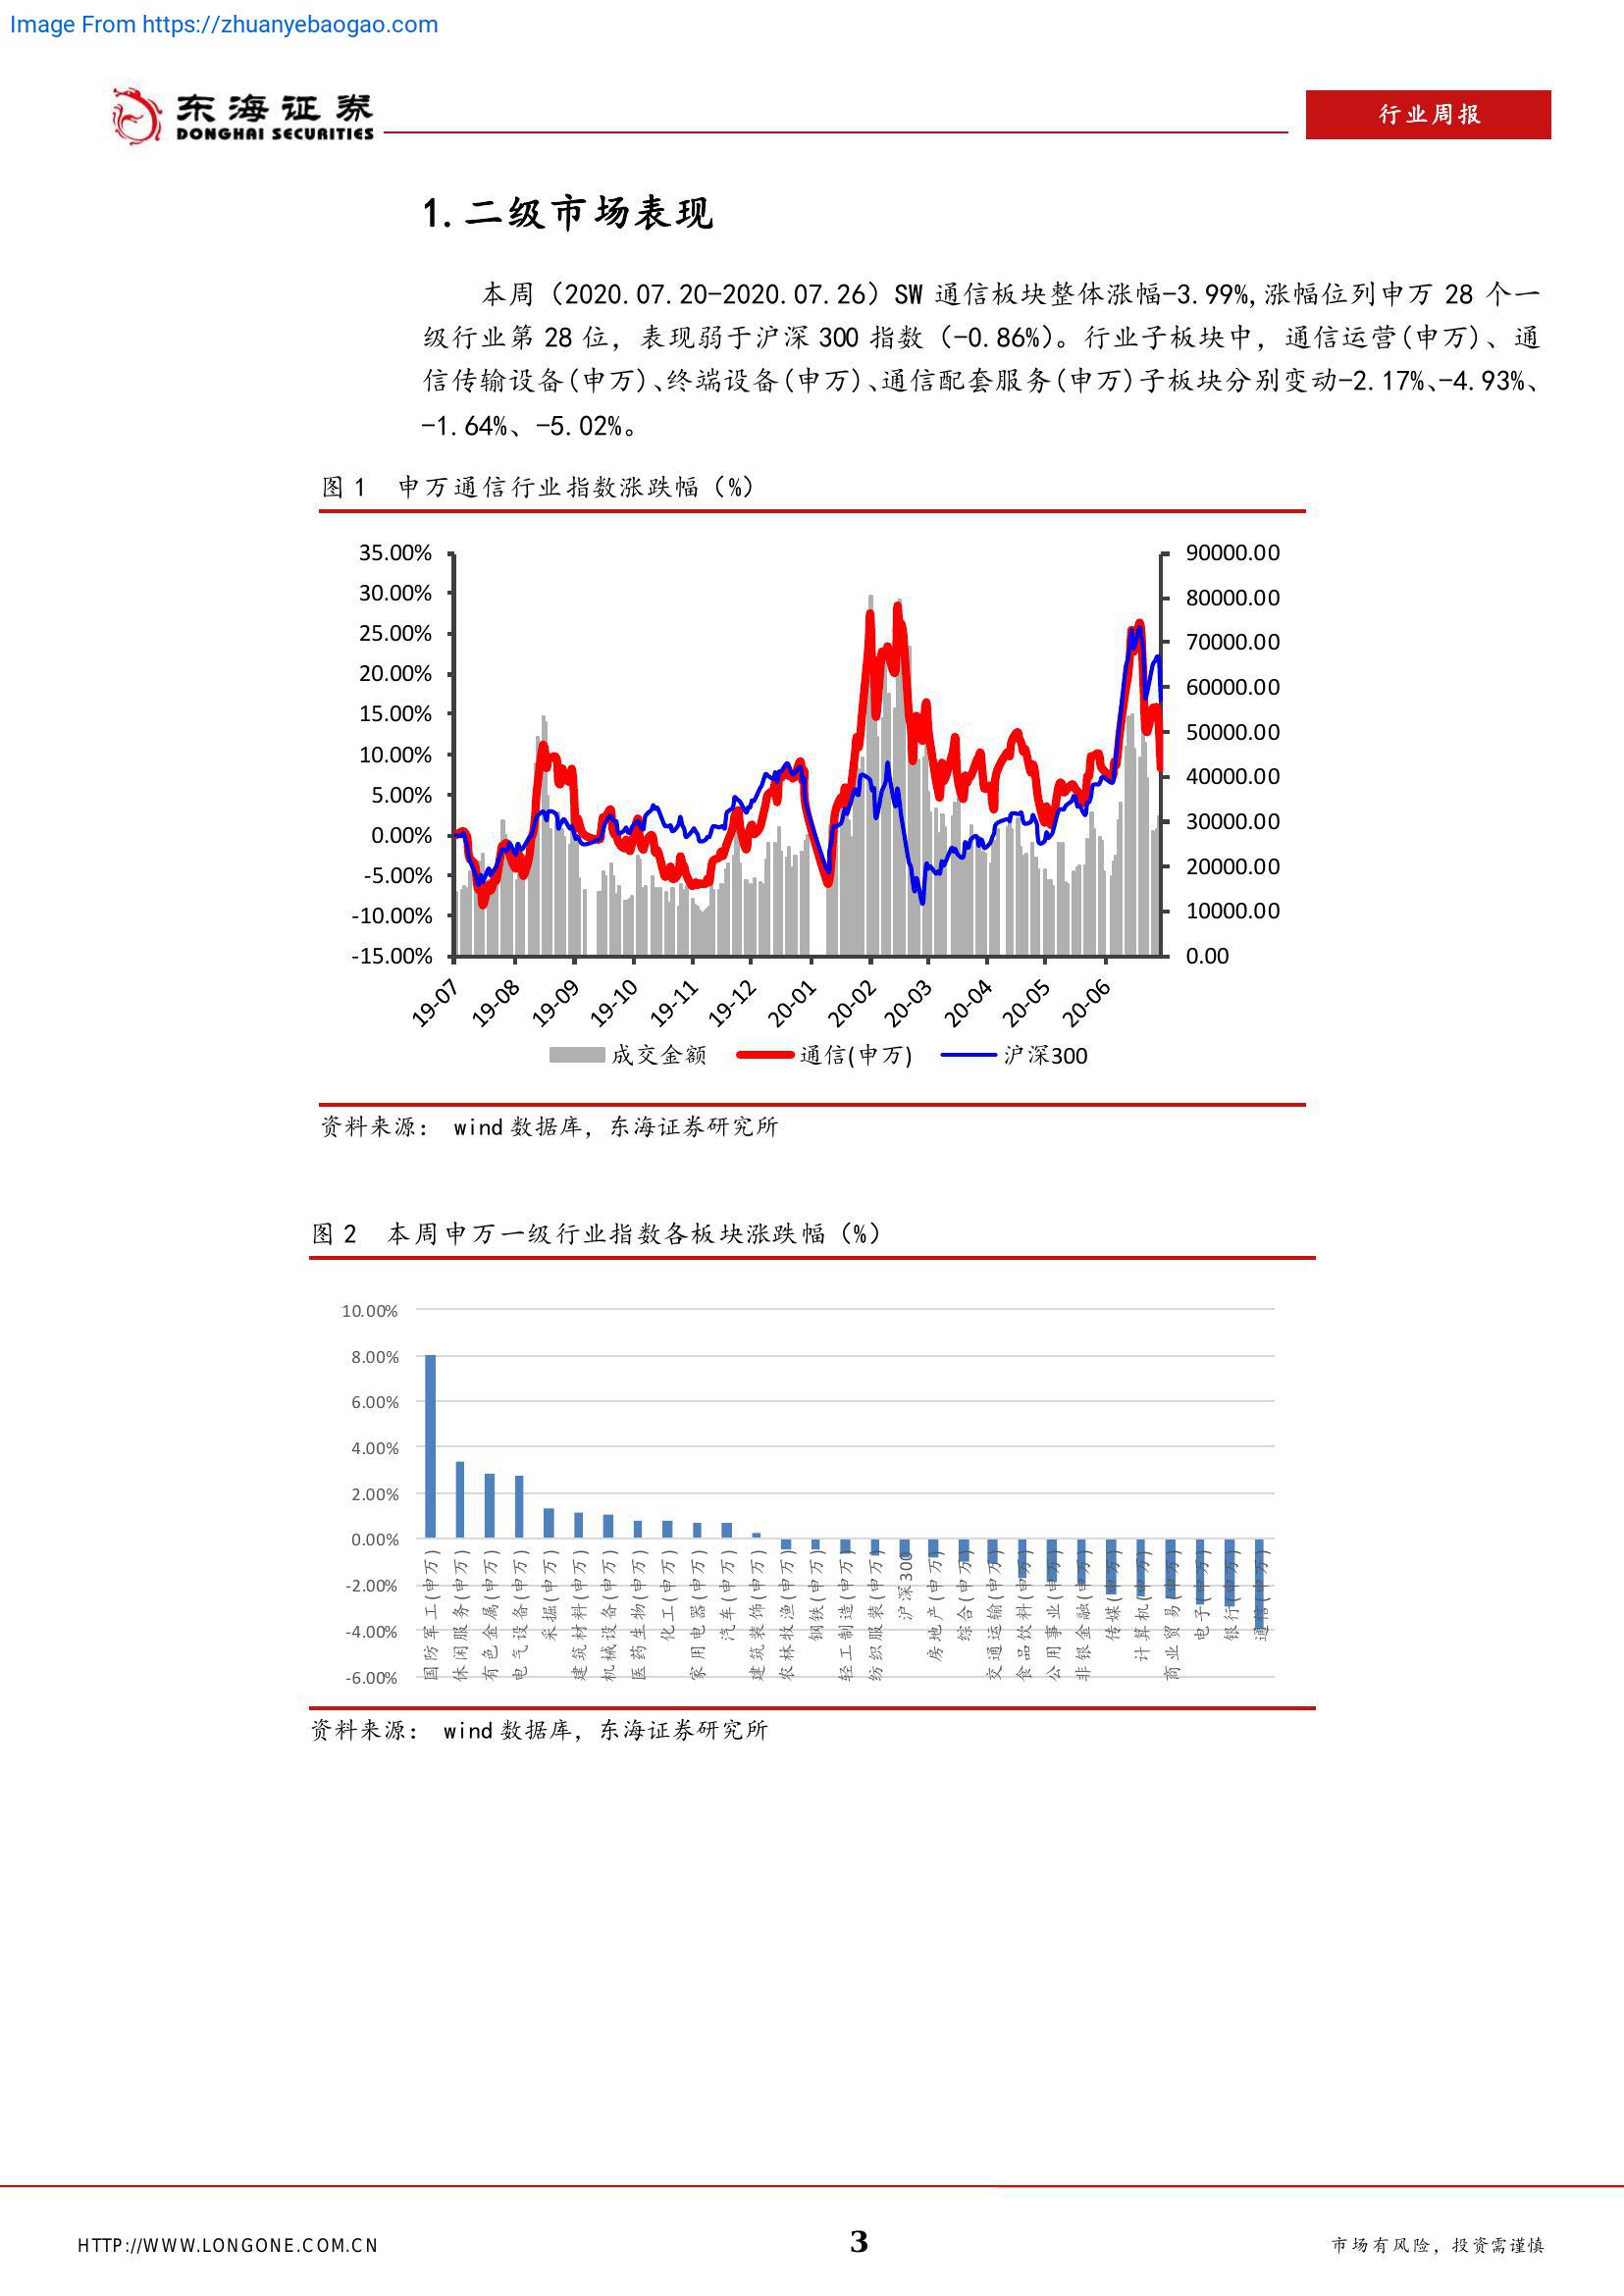 Image From https://zhuanyebaogao.com
东海证券
DONGHAI SECURITIES
行业周报
1.二级市场表现
本周（2020.07.20-2020.07.26）SW 通信板块整体涨幅-3.99%,涨幅位列申万 28 个一
级行业第 28 位，表现弱于沪深 300 指数（-0.86%）。行业子板块中，通信运营(申万)、通
信传输设备(申万)、终端设备(申万)、通信配套服务(申万)子板块分别变动-2.17%、-4.93%、
-1.64%、-5.02%。
图 1 申万通信行业指数涨跌幅（%）
35.00%
30.00%
25.00%
20.00%
15.00%
10.00%
5.00%
0.00%
-5.00%
-10.00%
-15.00%
90000.00
80000.00
70000.00
60000.00
50000.00
40000.00
30000.00
20000.00
10000.00
0.00
19-07
19-08
19-09
19-10
19-11
19-12
20-01
20-02
20-03
20-04
20-05
20-06
成交金额 通信(申万) 沪深300
资料来源： wind 数据库，东海证券研究所
图 2 本周申万一级行业指数各板块涨跌幅（%）
10.00%
8.00%
6.00%
4.00%
2.00%
0.00%
-2.00%
-4.00%
-6.00%
国防军工(申万)
休闲服务(申万)
有色金属(申万)
电气设备(申万)
采掘(申万)
建筑材料(申万)
机械设备(申万)
医药生物(申万)
化工(申万)
家用电器(申万)
汽车(申万)
建筑装饰(申万)
农林牧渔(申万)
钢铁(申万)
轻工制造(申万)
纺织服装(申万)
沪深300
房地产(申万)
综合(申万)
交通运输(申万)
食品饮料(申万)
公用事业(申万)
非银金融(申万)
传媒(申万)
计算机(申万)
商业贸易(申万)
电子(申万)
银行(申万)
通信(申万)
资料来源： wind 数据库，东海证券研究所
HTTP://WWW.LONGONE.COM.CN
3
市场有风险，投资需谨慎